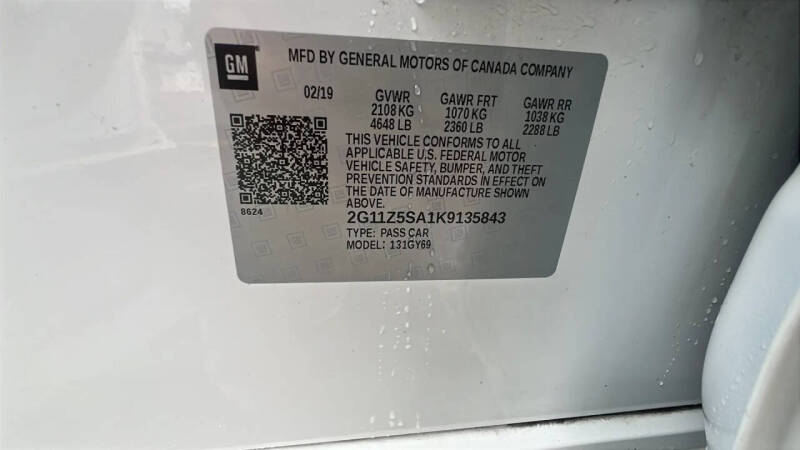 GM
MFD BY GENERAL MOTORS OF CANADA COMPANY
02/19 GVWR GAWR FRT GAWR RR
2108 KG 1070 KG 1038 KG
4648 LB 2360 LB 2288 LB
THIS VEHICLE CONFORMS TO ALL
APPLICABLE U.S. FEDERAL MOTOR
VEHICLE SAFETY, BUMPER, AND THEFT
PREVENTION STANDARDS IN EFFECT ON
THE DATE OF MANUFACTURE SHOWN
ABOVE.
8624
2G11Z5SA1K9135843
TYPE: PASS CAR
MODEL: 131GY69